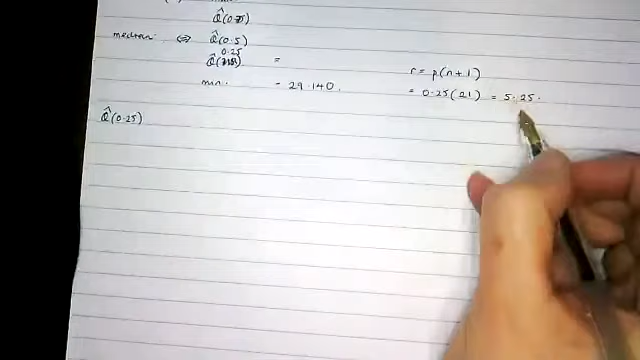 Q̂(0.75)
median ⇔ Q̂(0.5)
0.25
Q̂( ) =
r = p(n+1)
min. = 29.140.
= 0.25(21) = 5.25.
Q̂(0.25)